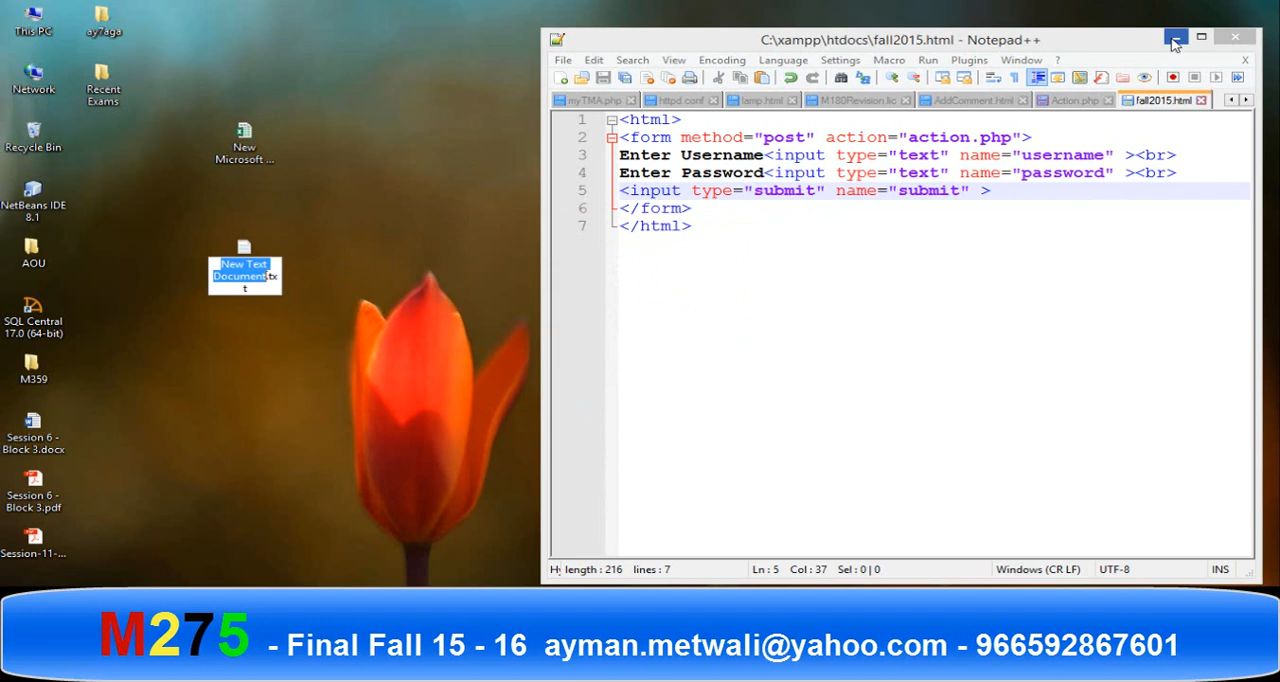 This PC
ay7aga
Network
Recent
Exams
Recycle Bin
New
Microsoft ...
NetBeans IDE
8.1
AOU
New Text
Document.tx
t
SQL Central
17.0 (64-bit)
M359
Session 6 -
Block 3.docx
Session 6 -
Block 3.pdf
Session-11-...
C:\xampp\htdocs\fall2015.html - Notepad++
File Edit Search View Encoding Language Settings Macro Run Plugins Window ? X
myTMA.php httpd.conf lamp.html M180Revision.lic AddComment.html Action.php fall2015.html
1 <html>
2 <form method="post" action="action.php">
3 Enter Username<input type="text" name="username" ><br>
4 Enter Password<input type="text" name="password" ><br>
5 <input type="submit" name="submit" >
6 </form>
7 </html>
Hy length : 216 lines : 7 Ln : 5 Col : 37 Sel : 0 | 0 Windows (CR LF) UTF-8 INS
M275 - Final Fall 15 - 16 ayman.metwali@yahoo.com - 966592867601